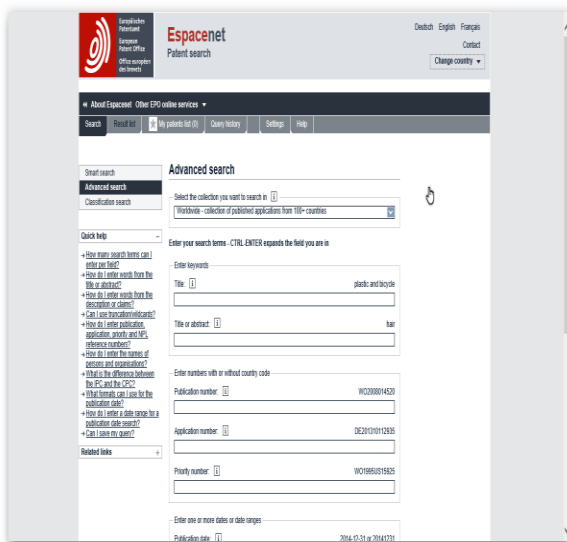 Europäisches
Patentamt
European
Patent Office
Office européen
des brevets
Espacenet
Patent search
Deutsch English Français
Contact
Change country
About Espacenet Other EPO online services
Search Result list My patents list (0) Query history Settings Help
Smart search
Advanced search
Classification search
Quick help
How many search terms can I
enter per field?
How do I enter words from the
title or abstract?
How do I enter words from the
description or claims?
Can I use truncation/wildcards?
How do I enter publication,
application, priority and NPL
reference numbers?
How do I enter the names of
persons and organisations?
What is the difference between
the IPC and the CPC?
What formats can I use for the
publication date?
How do I enter a date range for a
publication date search?
Can I save my query?
Related links +
Advanced search
Select the collection you want to search in i
Worldwide - collection of published applications from 100+ countries
Enter your search terms - CTRL-ENTER expands the field you are in
Enter keywords
Title: i plastic and bicycle
Title or abstract: i hair
Enter numbers with or without country code
Publication number: i WO2008014520
Application number: i DE201310112935
Priority number: i WO1995US15925
Enter one or more dates or date ranges
Publication date: i 2014-12-31 or 20141231